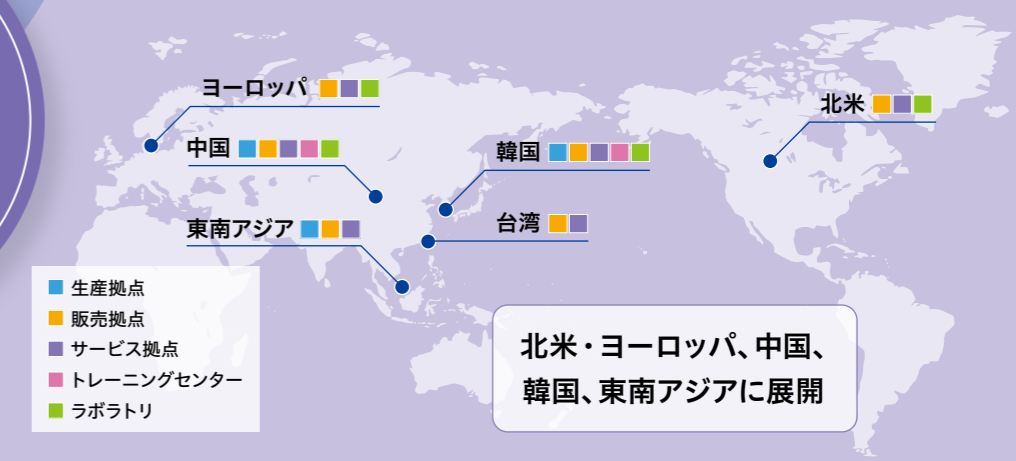 ヨーロッパ
北米
中国
韓国
東南アジア
台湾
生産拠点
販売拠点
サービス拠点
トレーニングセンター
ラボラトリ
北米・ヨーロッパ、中国、
韓国、東南アジアに展開